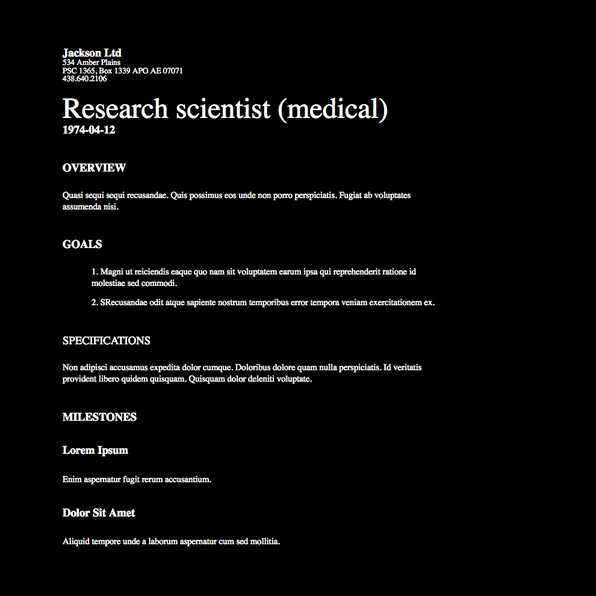 Jackson Ltd
534 Amber Plains
PSC 1365, Box 1339 APO AE 07071
438.640.2106
Research scientist (medical)
1974-04-12
OVERVIEW
Quasi sequi sequi recusandae. Quis possimus eos unde non porro perspiciatis. Fugiat ab voluptates
assumenda nisi.
GOALS
1. Magni ut reiciendis eaque quo nam sit voluptatem earum ipsa qui reprehenderit ratione id
molestiae sed commodi.
2. SRecusandae odit atque sapiente nostrum temporibus error tempora veniam exercitationem ex.
SPECIFICATIONS
Non adipisci accusamus expedita dolor cumque. Doloribus dolore quam nulla perspiciatis. Id veritatis
provident libero quidem quisquam. Quisquam dolor deleniti voluptate.
MILESTONES
Lorem Ipsum
Enim aspernatur fugit rerum accusantium.
Dolor Sit Amet
Aliquid tempore unde a laborum aspernatur cum sed mollitia.